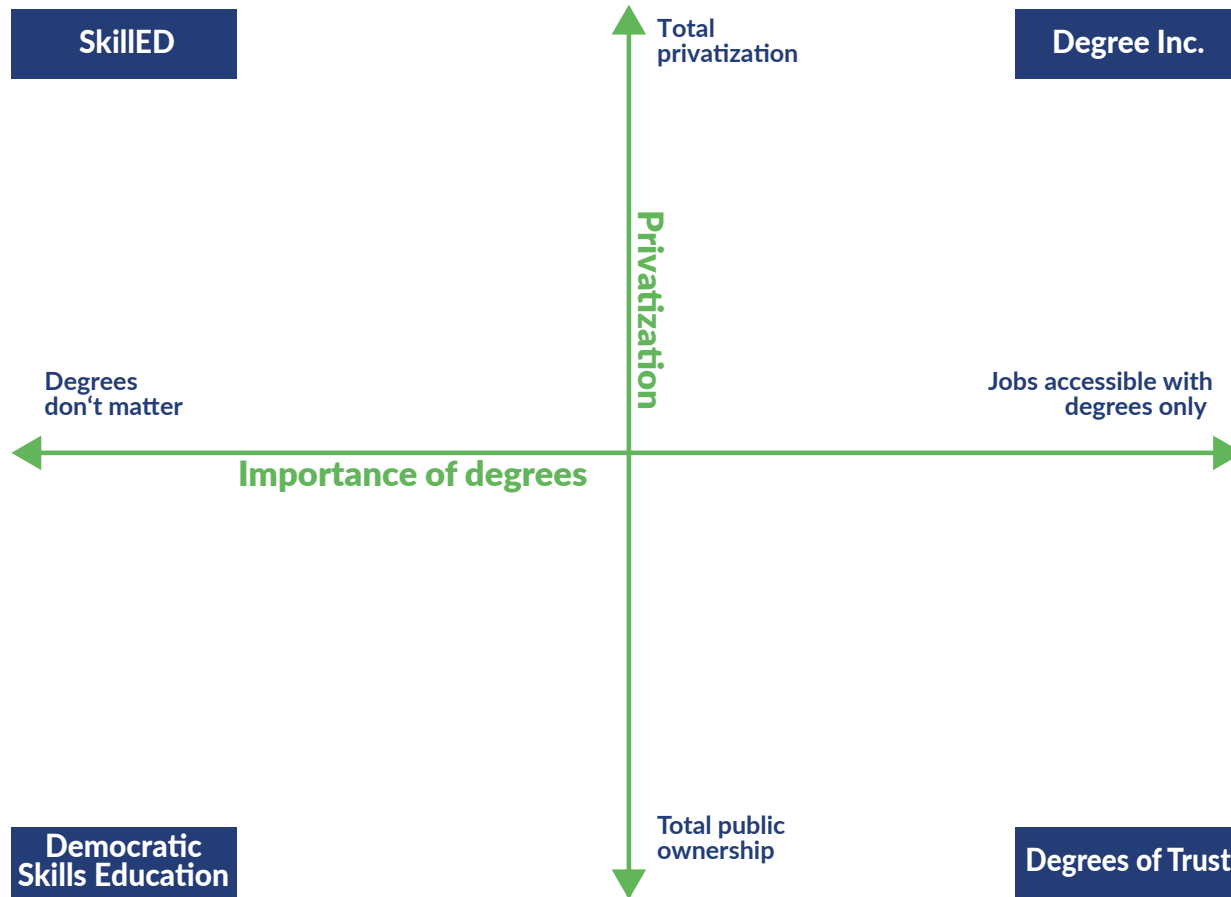 SkillED
Total
privatization
Degree Inc.
Privatization
Degrees
don‘t matter
Jobs accessible with
degrees only
Importance of degrees
Total public
ownership
Democratic
Skills Education
Degrees of Trust